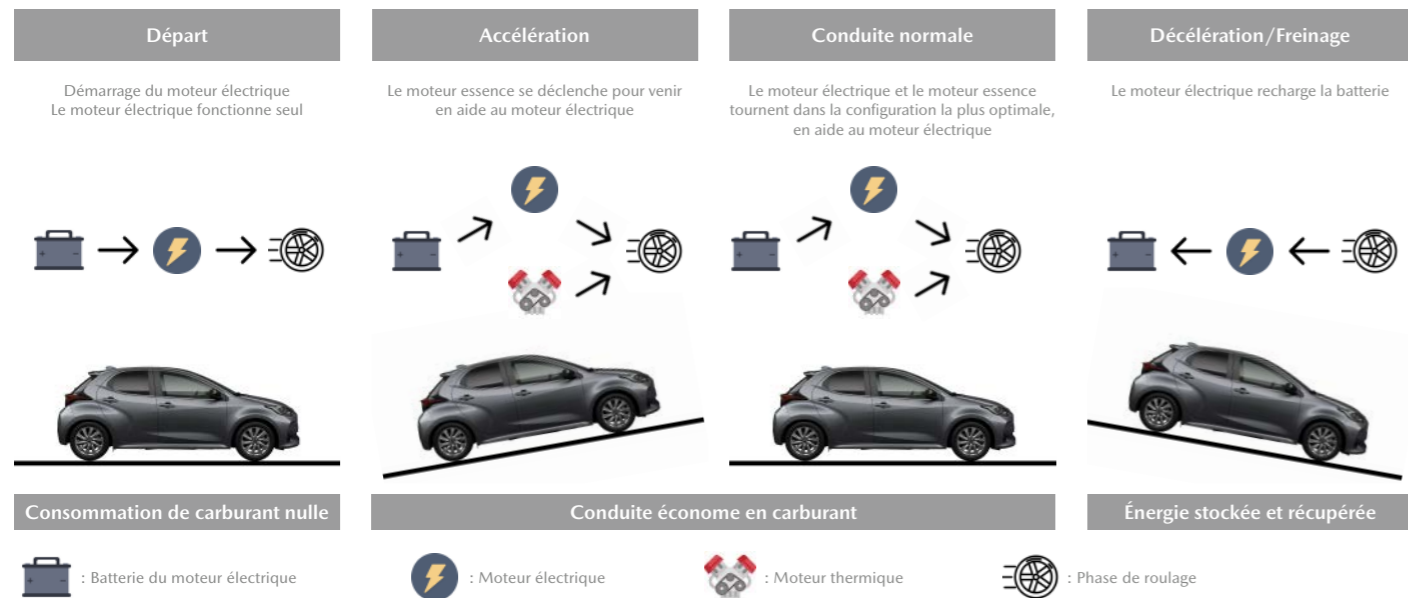 Départ
Démarrage du moteur électrique
Le moteur électrique fonctionne seul
Accélération
Le moteur essence se déclenche pour venir
en aide au moteur électrique
Conduite normale
Le moteur électrique et le moteur essence
tournent dans la configuration la plus optimale,
en aide au moteur électrique
Décélération/Freinage
Le moteur électrique recharge la batterie
Consommation de carburant nulle
Conduite économe en carburant
Énergie stockée et récupérée
: Batterie du moteur électrique
: Moteur électrique
: Moteur thermique
: Phase de roulage